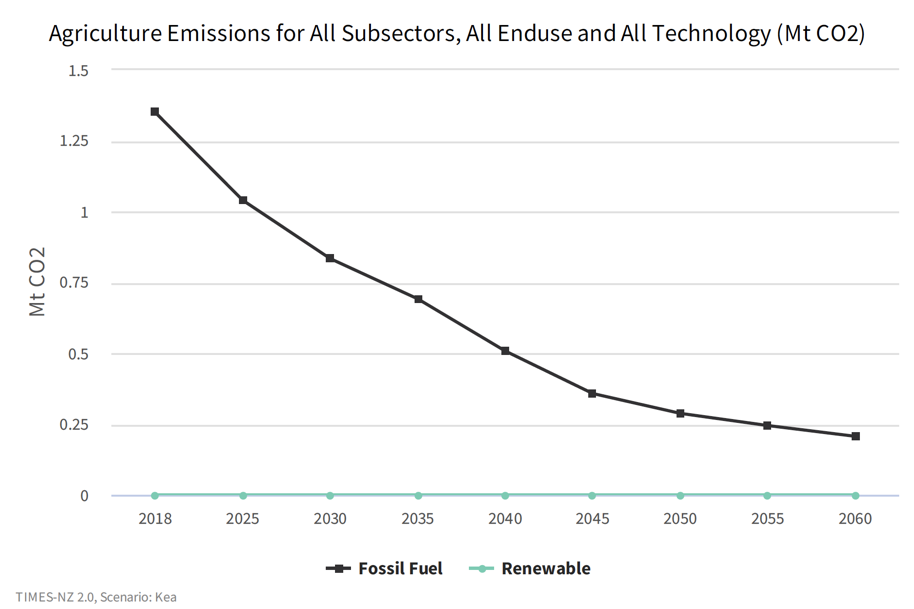 Agriculture Emissions for All Subsectors, All Enduse and All Technology (Mt CO2)
Mt CO2
1.5
1.25
1
0.75
0.5
0.25
0
2018 2025 2030 2035 2040 2045 2050 2055 2060
Fossil Fuel Renewable
TIMES-NZ 2.0, Scenario: Kea